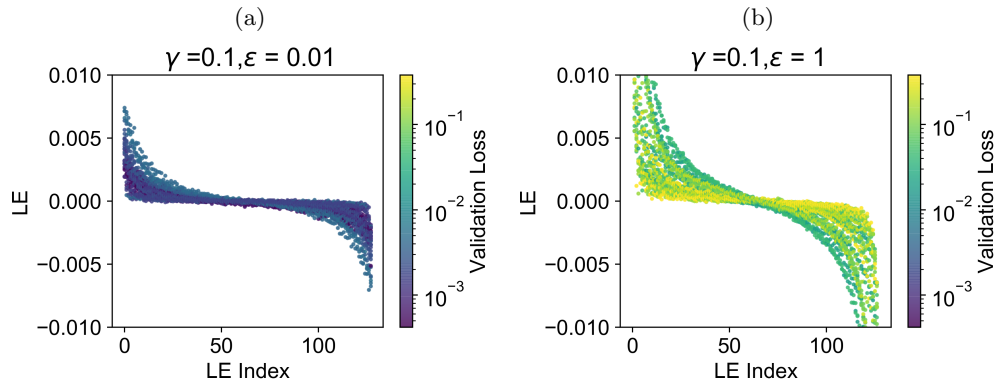 (a)
γ =0.1,ε = 0.01
0.010
0.005
0.000
−0.005
−0.010
LE
0
50
100
LE Index
10⁻¹
10⁻²
10⁻³
Validation Loss
(b)
γ =0.1,ε = 1
0.010
0.005
0.000
−0.005
−0.010
LE
0
50
100
LE Index
10⁻¹
10⁻²
10⁻³
Validation Loss